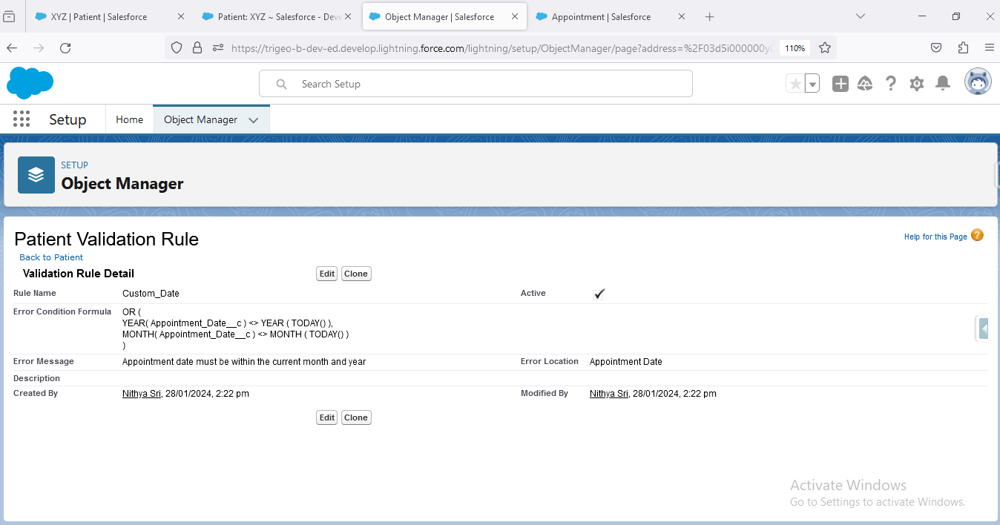 XYZ | Patient | Salesforce
Patient: XYZ ~ Salesforce - Deve
Object Manager | Salesforce
Appointment | Salesforce
https://trigeo-b-dev-ed.develop.lightning.force.com/lightning/setup/ObjectManager/page?address=%2F03d5i000000y
110%
Search Setup
Setup
Home
Object Manager
SETUP
Object Manager
Patient Validation Rule
Help for this Page
Back to Patient
Validation Rule Detail
Edit
Clone
Rule Name
Custom_Date
Active
Error Condition Formula
OR (
YEAR( Appointment_Date__c ) <> YEAR ( TODAY() ),
MONTH( Appointment_Date__c ) <> MONTH ( TODAY() )
)
Error Message
Appointment date must be within the current month and year
Error Location
Appointment Date
Description
Created By
Nithya Sri, 28/01/2024, 2:22 pm
Modified By
Nithya Sri, 28/01/2024, 2:22 pm
Edit
Clone
Activate Windows
Go to Settings to activate Windows.